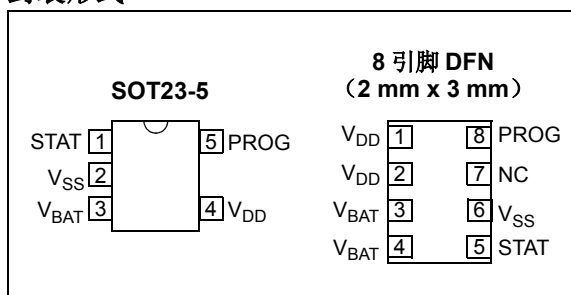 SOT23-5
STAT 1 5 PROG
VSS 2
VBAT 3 4 VDD
8 引脚 DFN
（2 mm x 3 mm）
VDD 1 8 PROG
VDD 2 7 NC
VBAT 3 6 VSS
VBAT 4 5 STAT